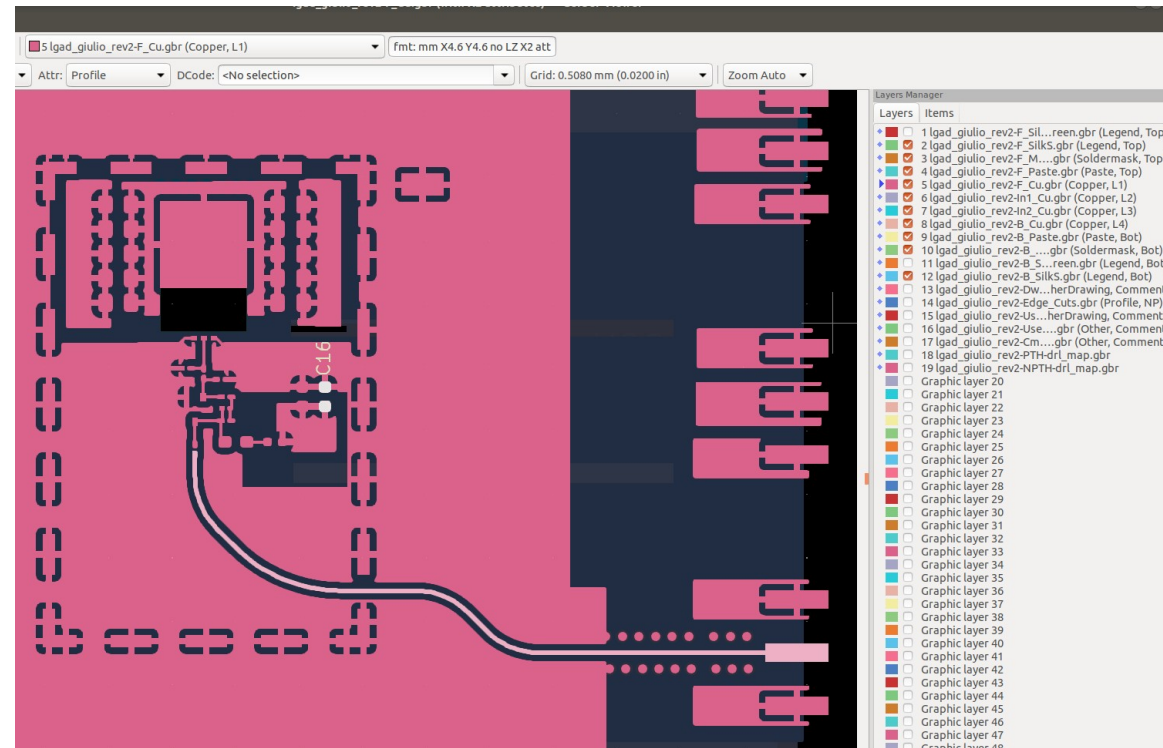 5 lgad_giulio_rev2-F_Cu.gbr (Copper, L1)
fmt: mm X4.6 Y4.6 no LZ X2 att
Attr: Profile
DCode: <No selection>
Grid: 0.5080 mm (0.0200 in)
Zoom Auto
Layers Manager
Layers
Items
1 lgad_giulio_rev2-F_Sil...reen.gbr (Legend, Top
2 lgad_giulio_rev2-F_SilkS.gbr (Legend, Top)
3 lgad_giulio_rev2-F_M....gbr (Soldermask, Top
4 lgad_giulio_rev2-F_Paste.gbr (Paste, Top)
5 lgad_giulio_rev2-F_Cu.gbr (Copper, L1)
6 lgad_giulio_rev2-In1_Cu.gbr (Copper, L2)
7 lgad_giulio_rev2-In2_Cu.gbr (Copper, L3)
8 lgad_giulio_rev2-B_Cu.gbr (Copper, L4)
9 lgad_giulio_rev2-B_Paste.gbr (Paste, Bot)
10 lgad_giulio_rev2-B_....gbr (Soldermask, Bot)
11 lgad_giulio_rev2-B_S...reen.gbr (Legend, Bot
12 lgad_giulio_rev2-B_SilkS.gbr (Legend, Bot)
13 lgad_giulio_rev2-Dw...herDrawing, Comment
14 lgad_giulio_rev2-Edge_Cuts.gbr (Profile, NP)
15 lgad_giulio_rev2-Us...herDrawing, Comment
16 lgad_giulio_rev2-Use....gbr (Other, Comment
17 lgad_giulio_rev2-Cm....gbr (Other, Comment
18 lgad_giulio_rev2-PTH-drl_map.gbr
19 lgad_giulio_rev2-NPTH-drl_map.gbr
Graphic layer 20
Graphic layer 21
Graphic layer 22
Graphic layer 23
Graphic layer 24
Graphic layer 25
Graphic layer 26
Graphic layer 27
Graphic layer 28
Graphic layer 29
Graphic layer 30
Graphic layer 31
Graphic layer 32
Graphic layer 33
Graphic layer 34
Graphic layer 35
Graphic layer 36
Graphic layer 37
Graphic layer 38
Graphic layer 39
Graphic layer 40
Graphic layer 41
Graphic layer 42
Graphic layer 43
Graphic layer 44
Graphic layer 45
Graphic layer 46
Graphic layer 47
C16